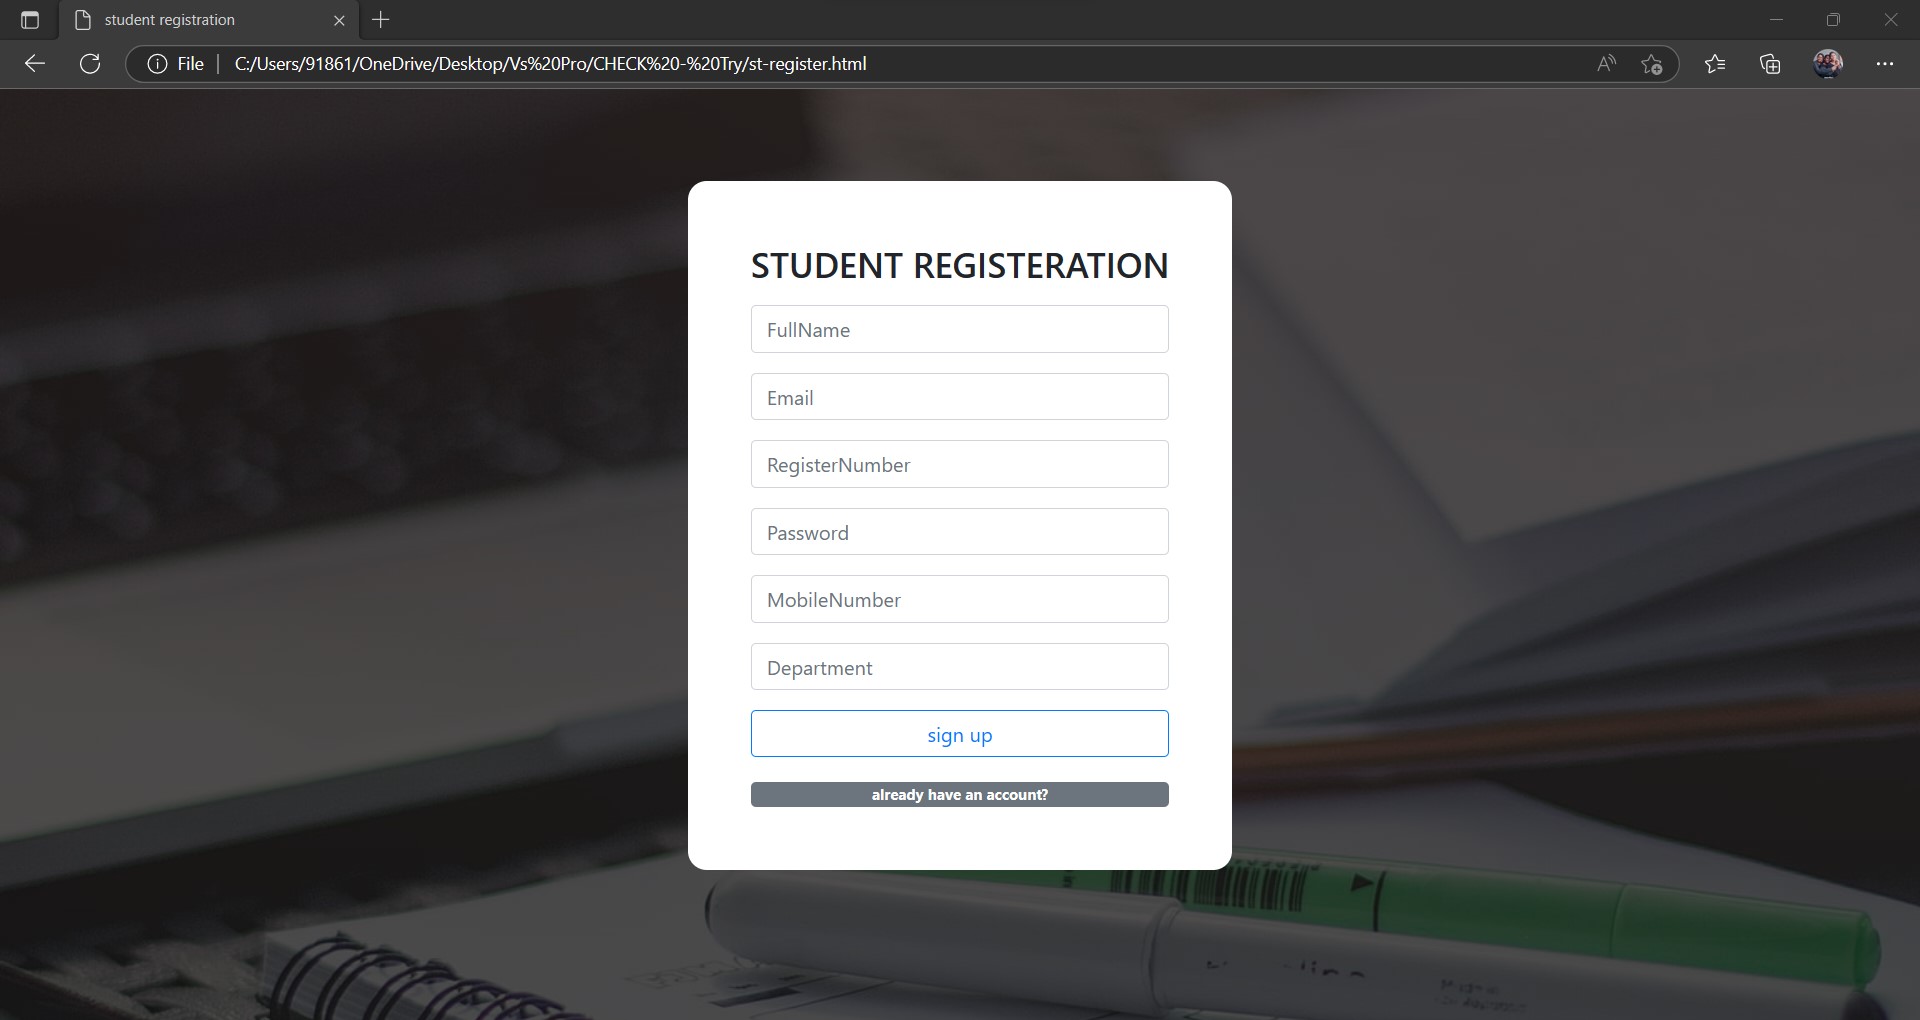 student registration
File
C:/Users/91861/OneDrive/Desktop/Vs%20Pro/CHECK%20-%20Try/st-register.html
STUDENT REGISTERATION
FullName
Email
RegisterNumber
Password
MobileNumber
Department
sign up
already have an account?